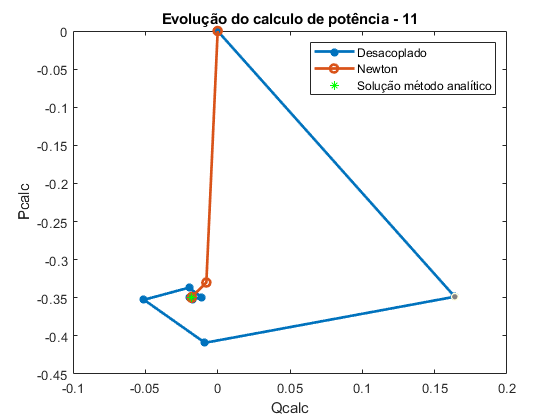 Evolução do calculo de potência - 11
Desacoplado
Newton
Solução método analítico
Pcalc
0
-0.05
-0.1
-0.15
-0.2
-0.25
-0.3
-0.35
-0.4
-0.45
-0.1
-0.05
0
0.05
0.1
0.15
0.2
Qcalc